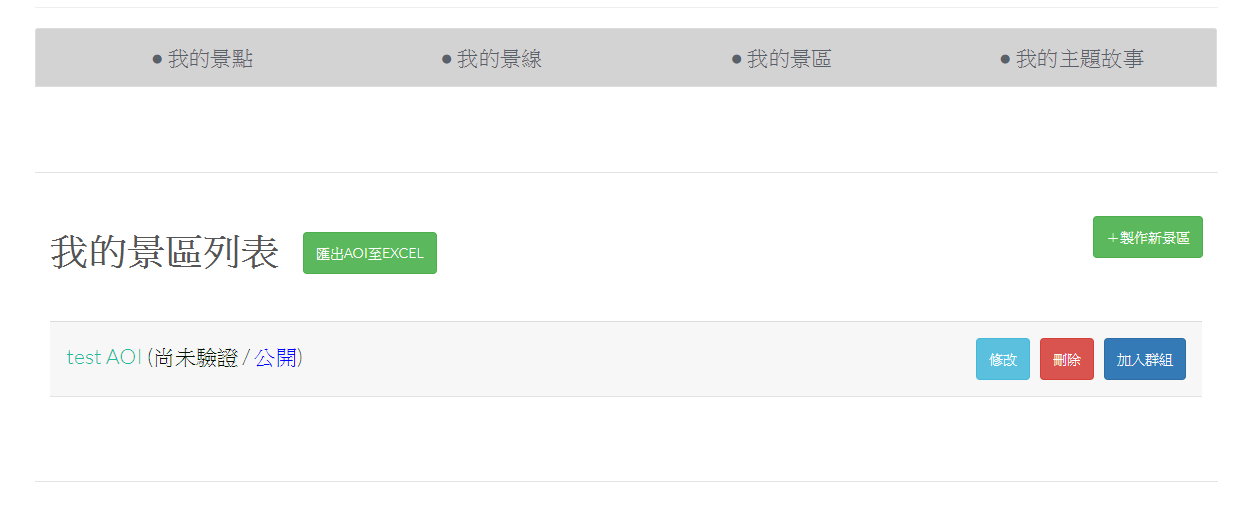 ● 我的景點 ● 我的景線 ● 我的景區 ● 我的主題故事
＋製作新景區
我的景區列表 匯出AOI至EXCEL
test AOI (尚未驗證 / 公開) 修改 刪除 加入群組